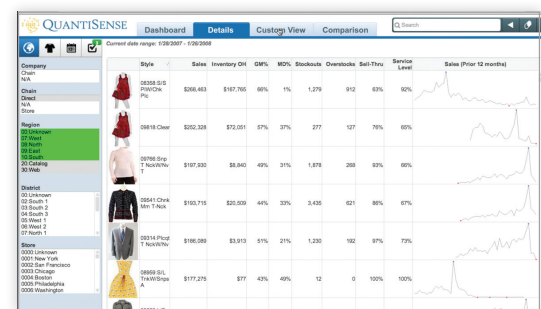 QUANTISENSE
Dashboard Details Custom View Comparison
Search
Current date range: 1/28/2007 - 1/26/2008
Company
Chain
N/A
Chain
Direct
N/A
Store
Region
00:Unknown
07:West
08:North
09:East
10:South
20:Catalog
30:Web
District
00:Unknown
02:South 1
03:South 2
04:South 3
05:West 1
06:West 2
07:North 1
Store
0000:Unknown
0001:New York
0002:San Francisco
0003:Chicago
0004:Boston
0005:Philadelphia
0006:Washington
Style Sales Inventory OH GM% MD% Stockouts Overstocks Sell-Thru Service Level Sales (Prior 12 months)
08358:S/S PlW/Chk Plc $266,463 $167,765 66% 1% 1,279 912 63% 92%
09818:Clear $252,328 $72,051 57% 37% 277 127 76% 65%
09766:Snp T NckW/Nv T $197,930 $8,840 49% 31% 1,878 268 93% 66%
09541:Chnk Mm T-Nck $193,715 $20,509 44% 33% 3,435 621 86% 67%
09314:Plcqt T NckW/Nv $186,089 $3,913 51% 21% 1,230 192 97% 73%
08959:S/L TnkW/Snps A $177,275 $77 43% 49% 12 0 100% 100%